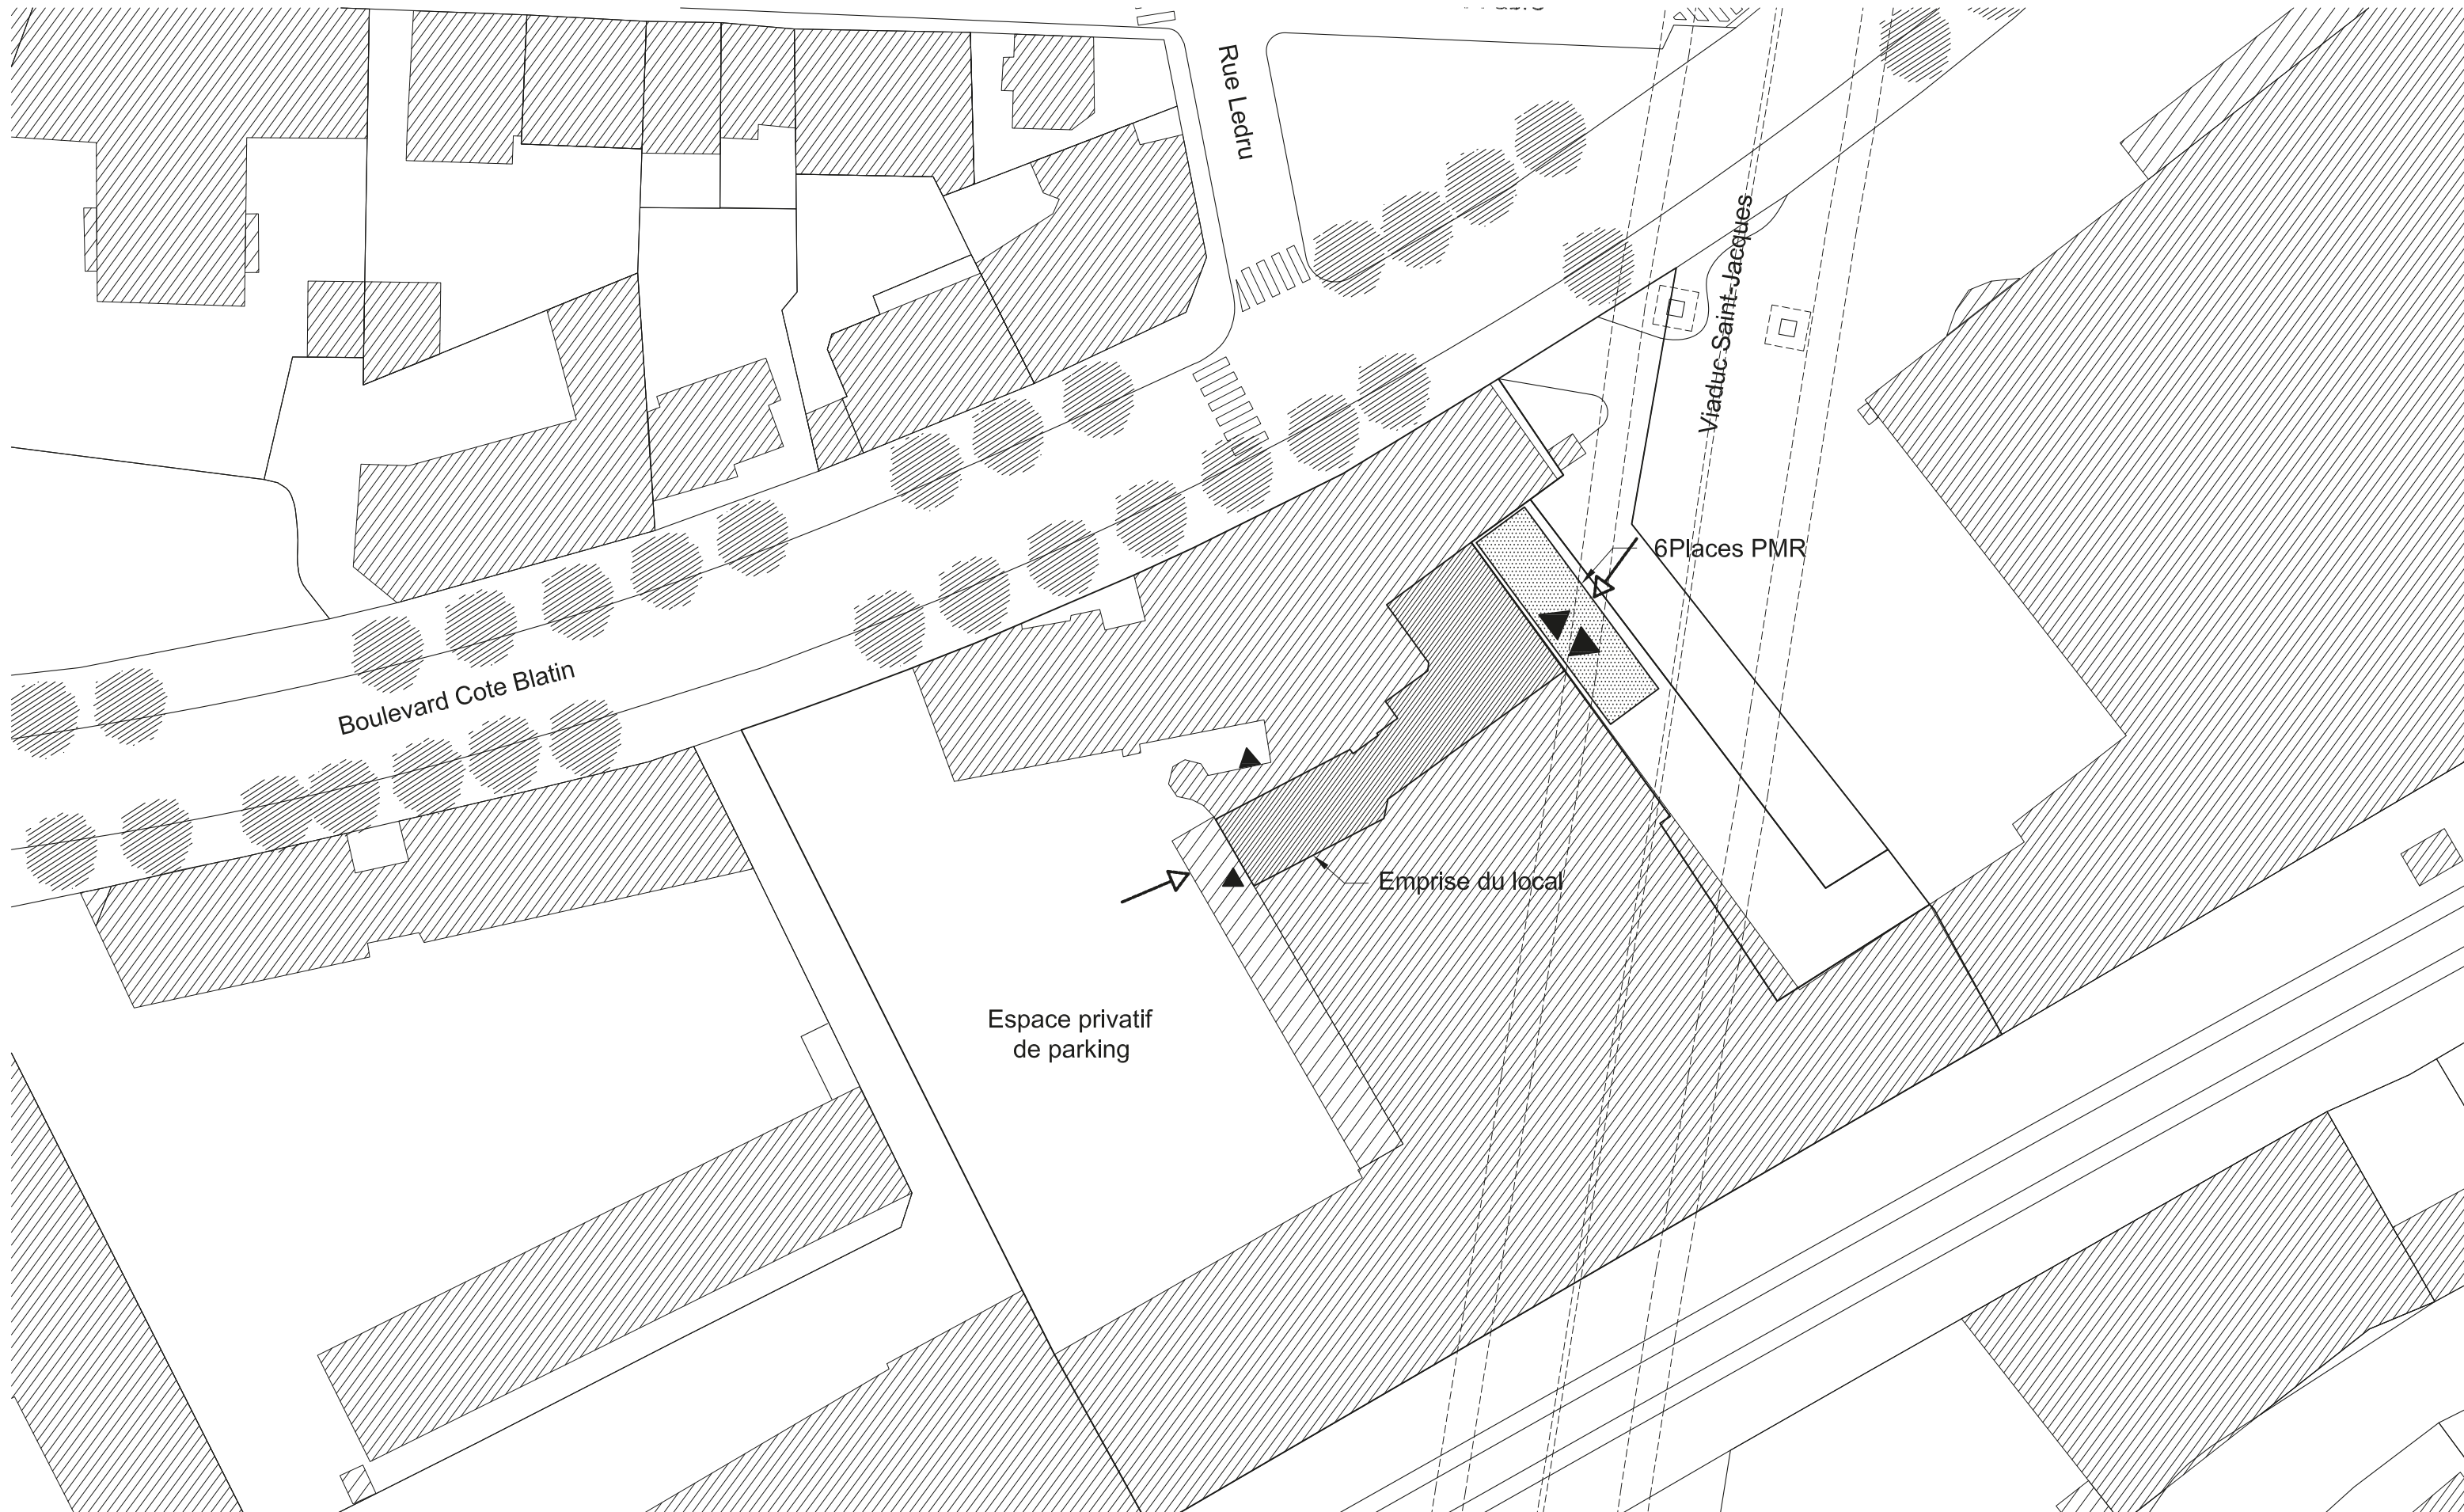 Rue Ledru
Viaduc Saint-Jacques
6Places PMR
Boulevard Cote Blatin
Emprise du local
Espace privatif
de parking